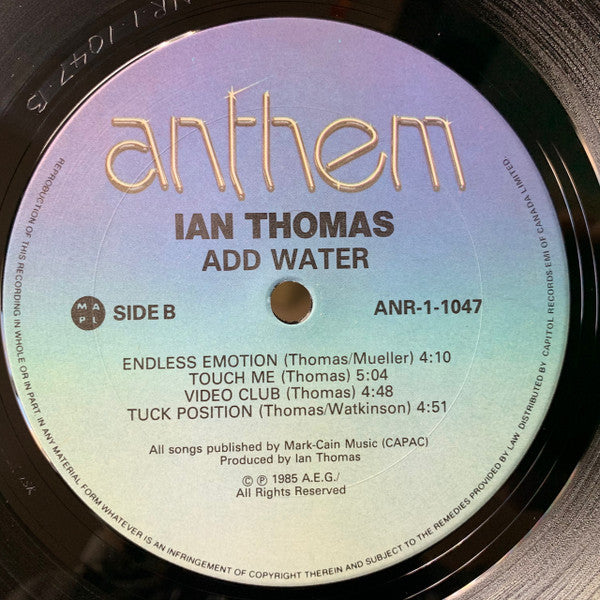 ANR-1-1047-B
anthem
IAN THOMAS
ADD WATER
MAPL
SIDE B
ANR-1-1047
ENDLESS EMOTION (Thomas/Mueller) 4:10
TOUCH ME (Thomas) 5:04
VIDEO CLUB (Thomas) 4:48
TUCK POSITION (Thomas/Watkinson) 4:51
All songs published by Mark-Cain Music (CAPAC)
Produced by Ian Thomas
© ℗ 1985 A.E.G./
All Rights Reserved
REPRODUCTION OF THIS RECORDING IN WHOLE OR IN PART IN ANY MATERIAL FORM WHATEVER IS AN INFRINGEMENT OF COPYRIGHT THEREIN AND SUBJECT TO THE REMEDIES PROVIDED BY LAW DISTRIBUTED BY CAPITOL RECORDS EMI OF CANADA LIMITED